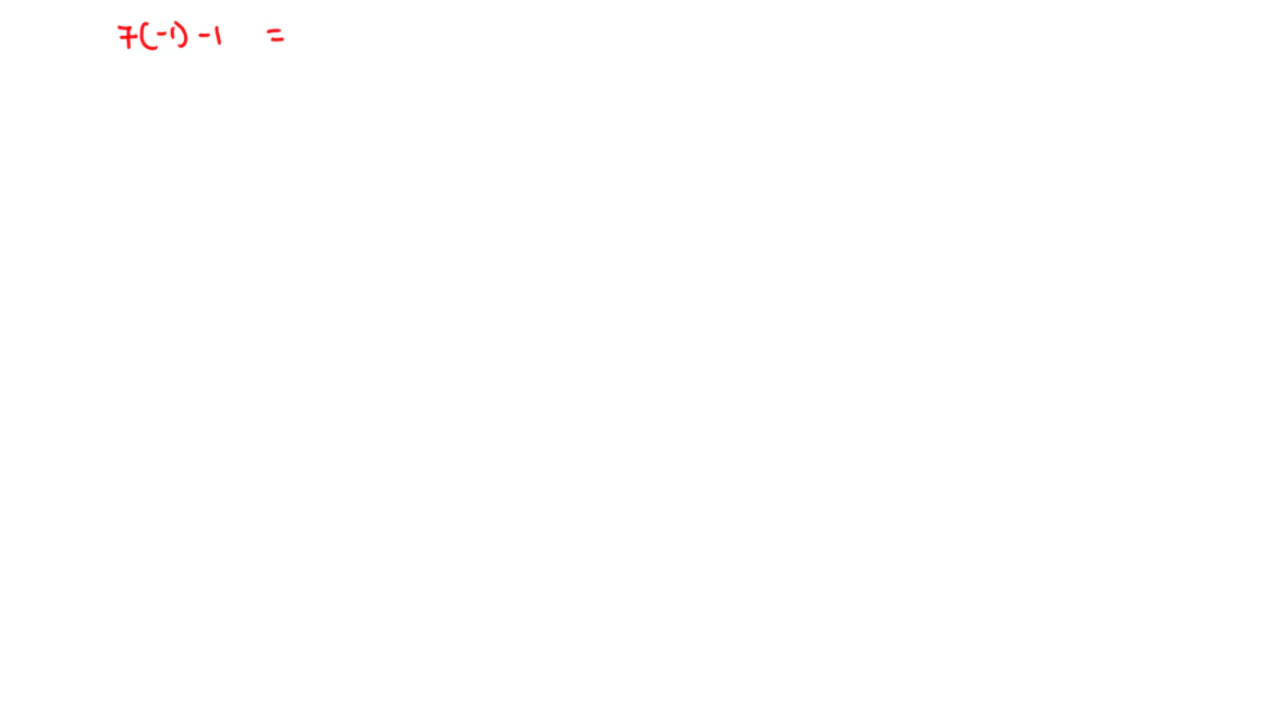 7(-1) -1 =